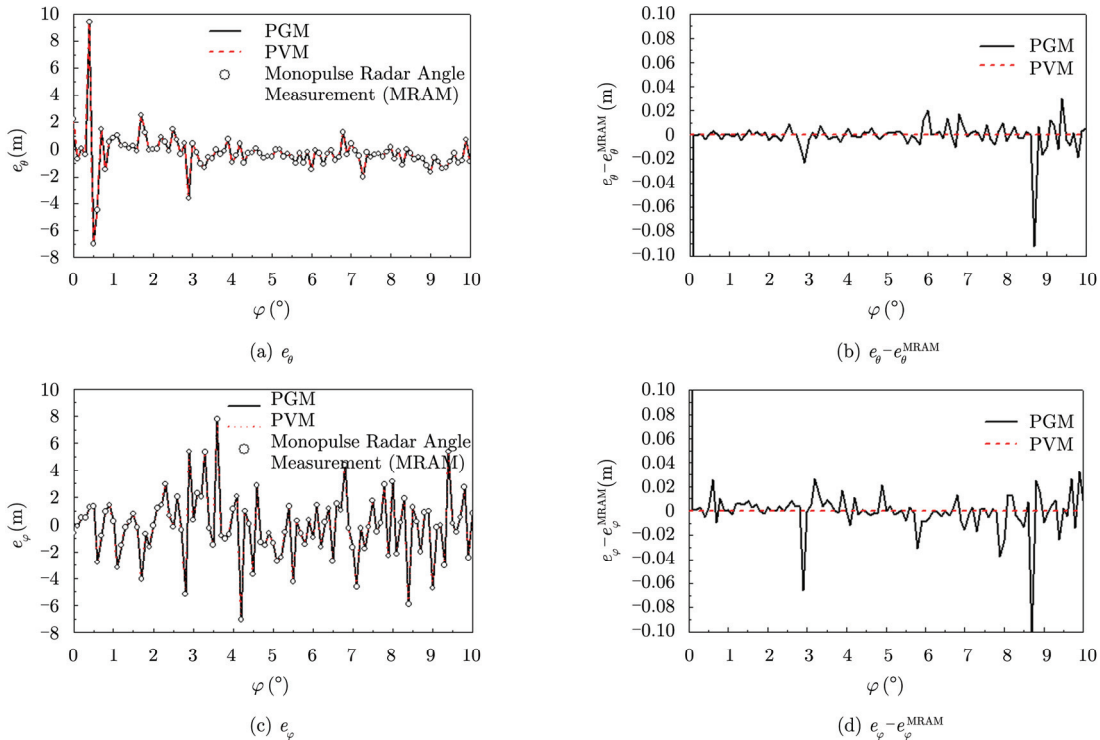 10
8
6
4
2
0
−2
−4
−6
−8
e_θ (m)
PGM
PVM
Monopulse Radar Angle
Measurement (MRAM)
0 1 2 3 4 5 6 7 8 9 10
φ (°)
(a) e_θ
0.10
0.08
0.06
0.04
0.02
0
−0.02
−0.04
−0.06
−0.08
−0.10
e_θ−e_θ^MRAM (m)
PGM
PVM
0 1 2 3 4 5 6 7 8 9 10
φ (°)
(b) e_θ−e_θ^MRAM
10
8
6
4
2
0
−2
−4
−6
−8
e_φ (m)
PGM
PVM
Monopulse Radar Angle
Measurement (MRAM)
0 1 2 3 4 5 6 7 8 9 10
φ (°)
(c) e_φ
0.10
0.08
0.06
0.04
0.02
0
−0.02
−0.04
−0.06
−0.08
−0.10
e_φ−e_φ^MRAM (m)
PGM
PVM
0 1 2 3 4 5 6 7 8 9 10
φ (°)
(d) e_φ−e_φ^MRAM